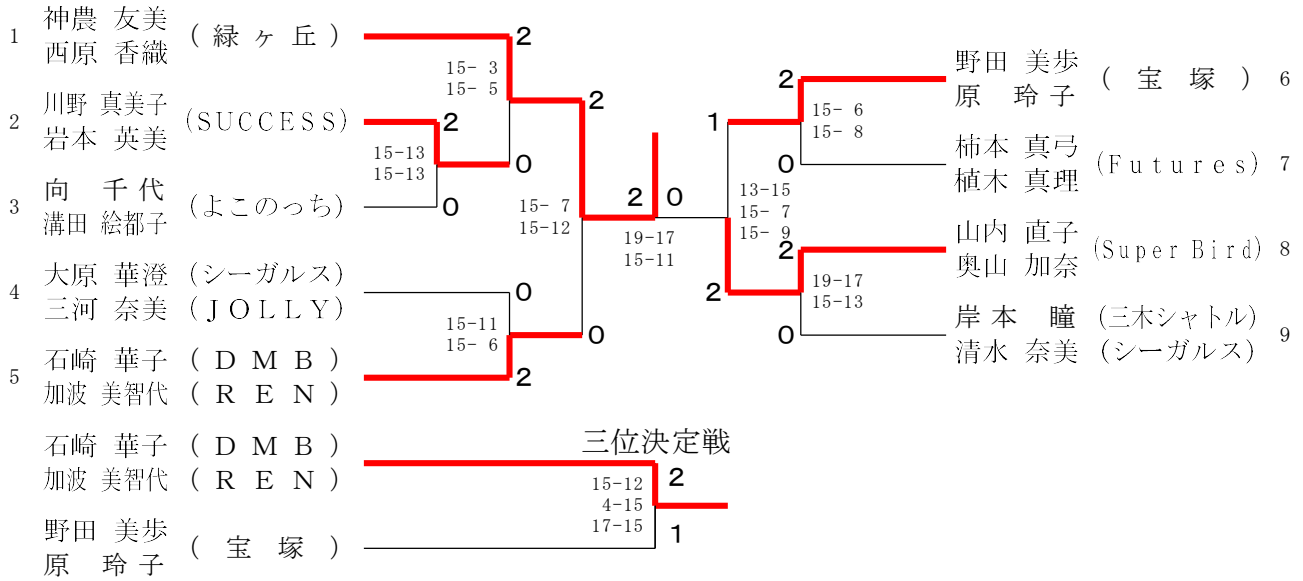 1 神農 友美 (緑ヶ丘)
西原 香織
2
15- 3
15- 5
2 川野 真美子 (SUCCESS)
岩本 英美
2
0
15-13
15-13
3 向 千代 (よこのっち)
溝田 絵都子
0
2
15- 7
15-12
4 大原 華澄 (シーガルス)
三河 奈美 (JOLLY)
0
15-11
15- 6
0
5 石崎 華子 (DMB)
加波 美智代 (REN)
2
2 0
19-17
15-11
野田 美歩 (宝塚) 6
原 玲子
2
15- 6
15- 8
1
柿本 真弓 (Futures) 7
植木 真理
0
13-15
15- 7
15- 9
山内 直子 (Super Bird) 8
奥山 加奈
2
19-17
15-13
2
岸本 瞳 (三木シャトル) 9
清水 奈美 (シーガルス)
0
三位決定戦
石崎 華子 (DMB)
加波 美智代 (REN)
2
15-12
4-15
17-15
野田 美歩 (宝塚)
原 玲子
1